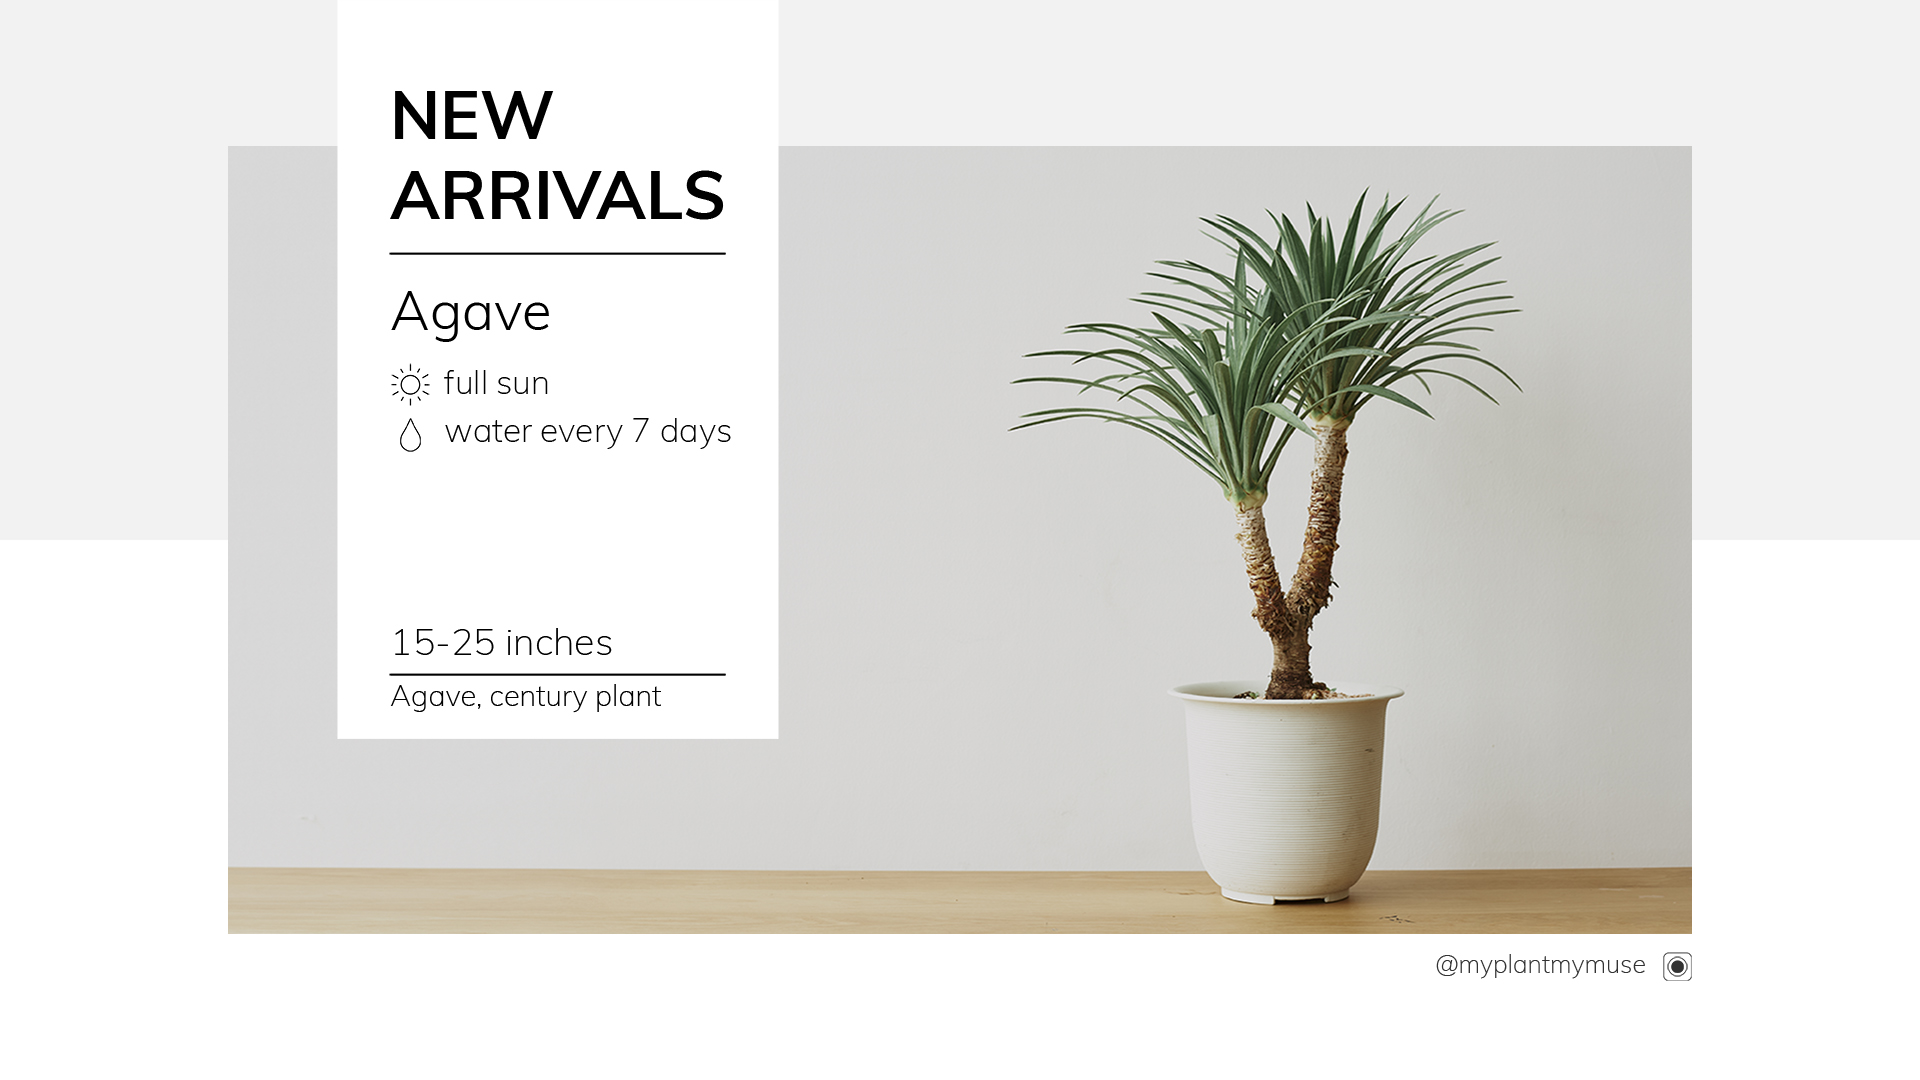 NEW
ARRIVALS
Agave
full sun
water every 7 days
15-25 inches
Agave, century plant
@myplantmymuse